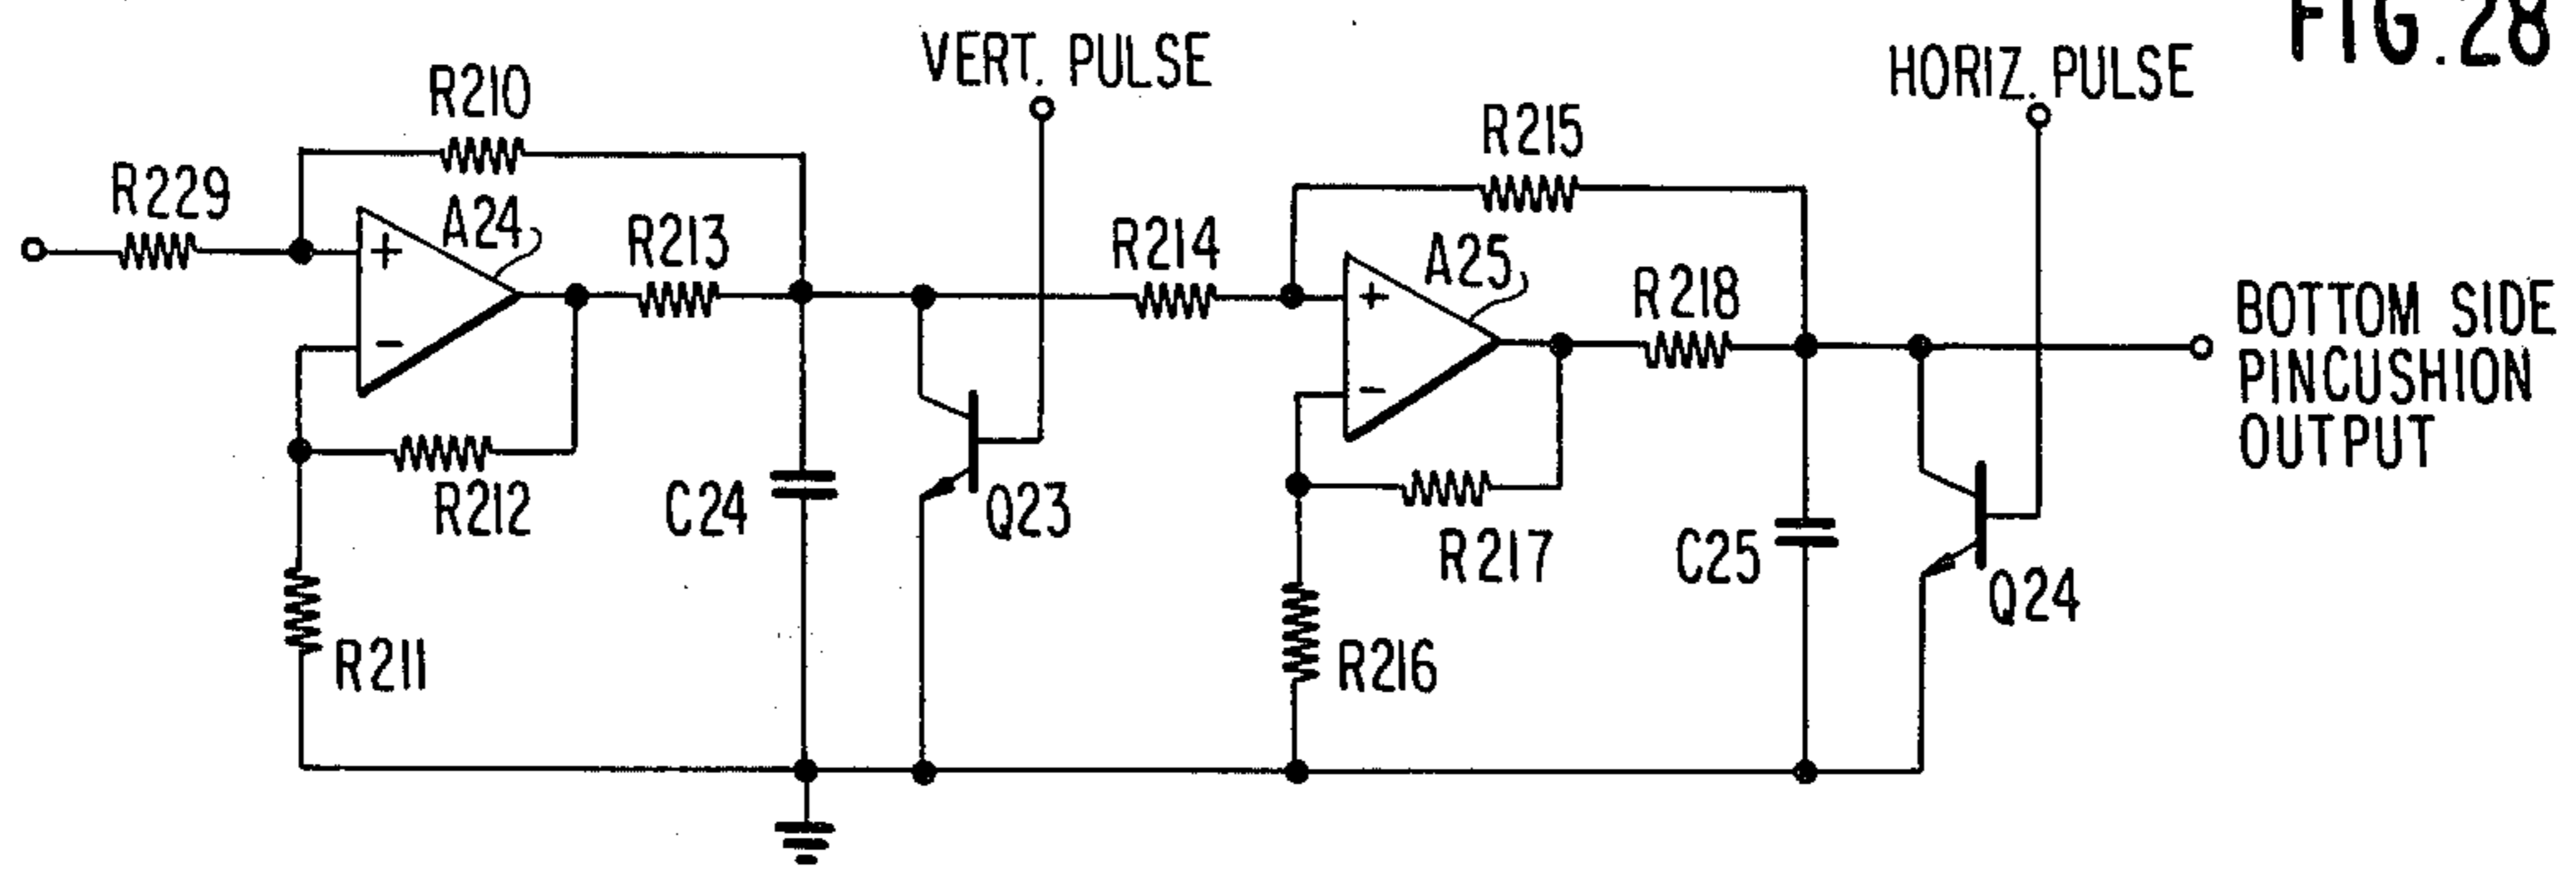 FIG.28
VERT. PULSE
HORIZ. PULSE
R210
R215
R229
A24
R213
R214
A25
R218
BOTTOM SIDE
PINCUSHION
OUTPUT
+
-
+
-
R212
C24
Q23
R217
C25
Q24
R211
R216